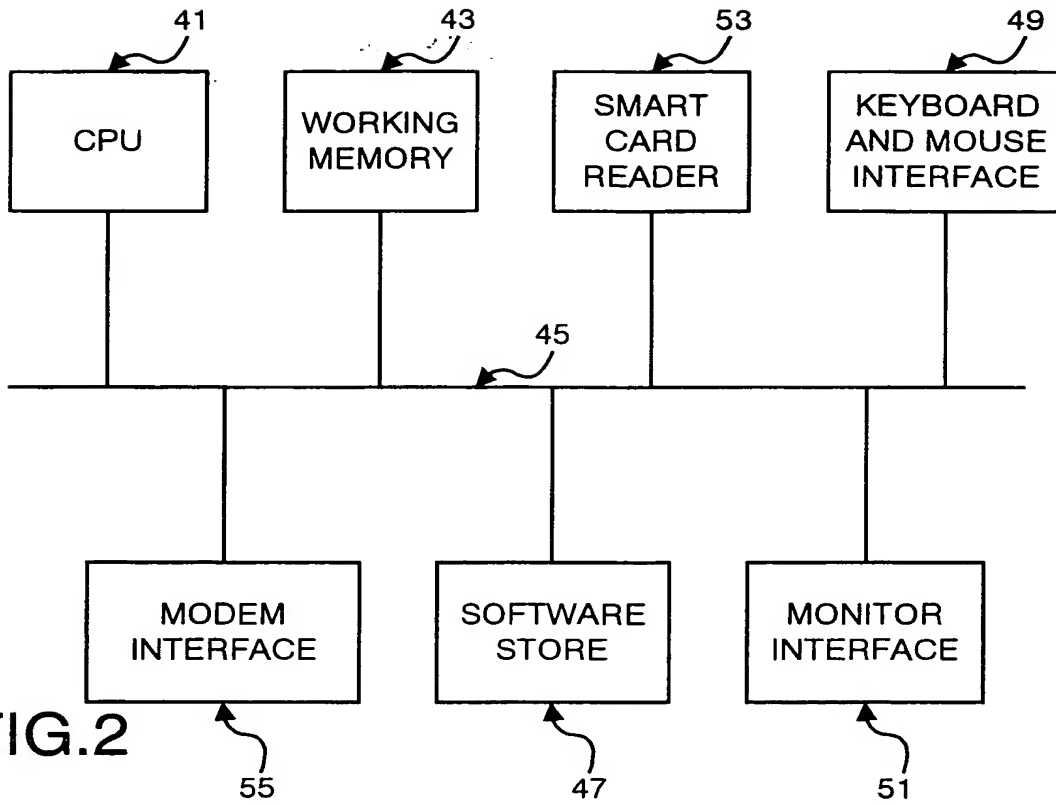 41
43
53
49
CPU
WORKING
MEMORY
SMART
CARD
READER
KEYBOARD
AND MOUSE
INTERFACE
45
MODEM
INTERFACE
SOFTWARE
STORE
MONITOR
INTERFACE
FIG.2
55
47
51